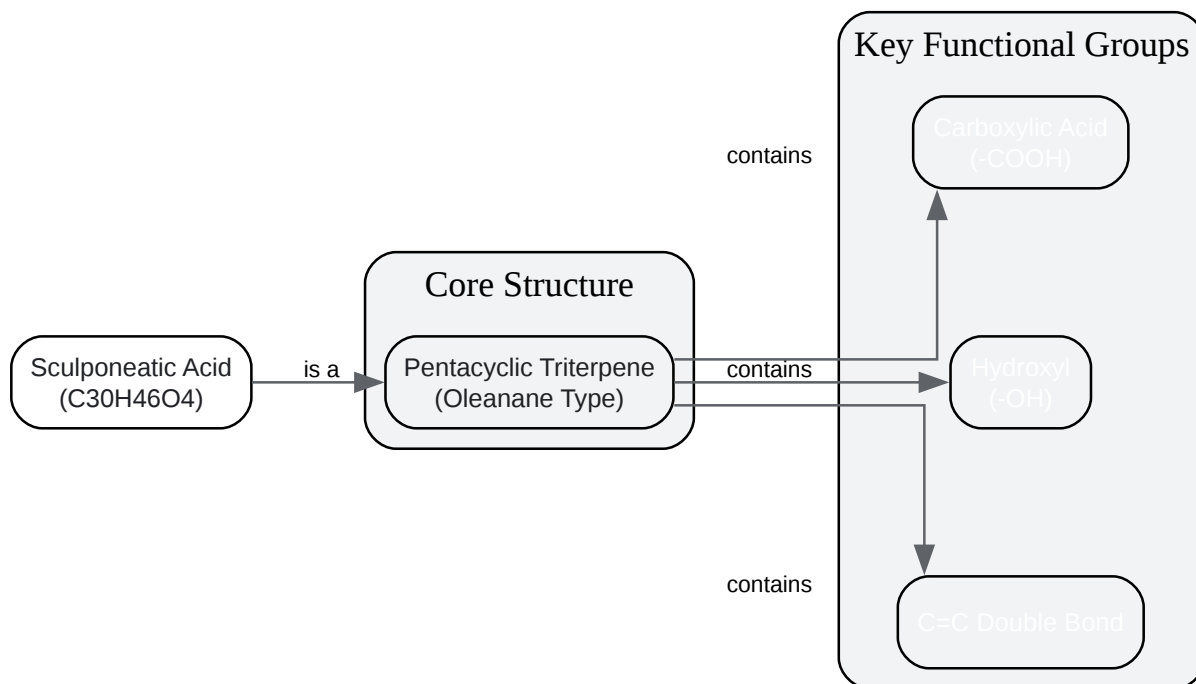 Key Functional Groups
Carboxylic Acid
(-COOH)
contains
Core Structure
Sculponeatic Acid
(C30H46O4)
is a
Pentacyclic Triterpene
(Oleanane Type)
contains
Hydroxyl
(-OH)
contains
C=C Double Bond